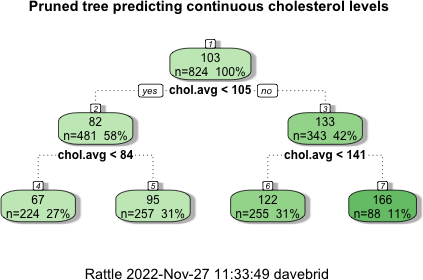 Pruned tree predicting continuous cholesterol levels
1
103
n=824 100%
yes chol.avg < 105 no
2
82
n=481 58%
3
133
n=343 42%
chol.avg < 84
chol.avg < 141
4
67
n=224 27%
5
95
n=257 31%
6
122
n=255 31%
7
166
n=88 11%
Rattle 2022-Nov-27 11:33:49 davebrid